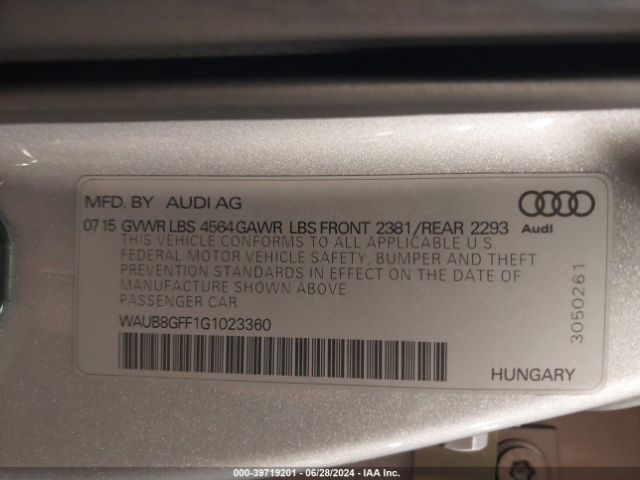 MFD. BY AUDI AG
07 15 GVWR LBS 4564 GAWR LBS FRONT 2381/REAR 2293
Audi
THIS VEHICLE CONFORMS TO ALL APPLICABLE U.S.
FEDERAL MOTOR VEHICLE SAFETY, BUMPER AND THEFT
PREVENTION STANDARDS IN EFFECT ON THE DATE OF
MANUFACTURE SHOWN ABOVE
PASSENGER CAR
WAUB8GFF1G1023360
3050261
HUNGARY
000-39719201 - 06/28/2024 - IAA Inc.